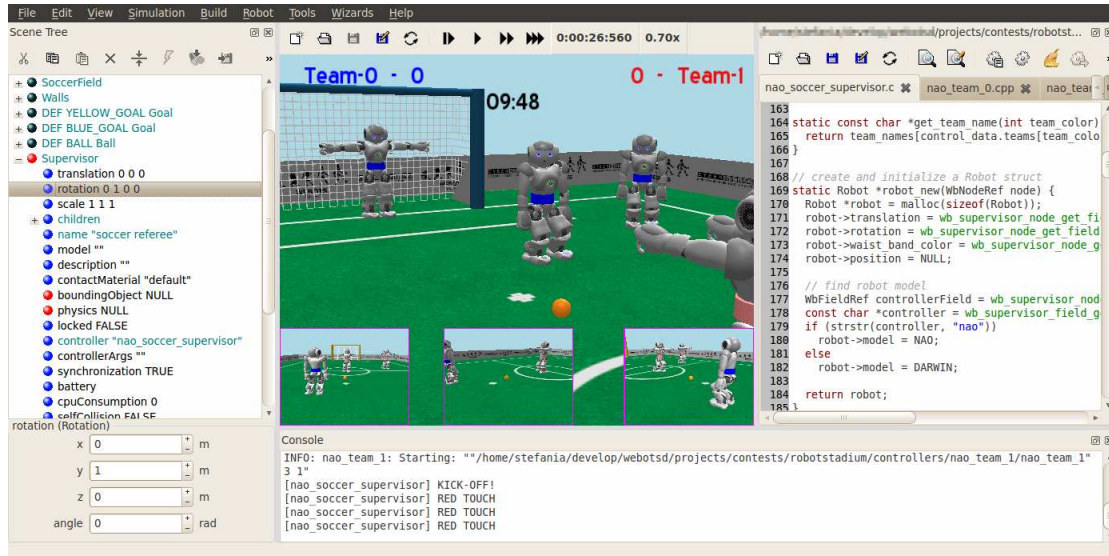 File Edit View Simulation Build Robot Tools Wizards Help
Scene Tree
SoccerField
Walls
DEF YELLOW_GOAL Goal
DEF BLUE_GOAL Goal
DEF BALL Ball
Supervisor
translation 0 0 0
rotation 0 1 0 0
scale 1 1 1
children
name "soccer referee"
model ""
description ""
contactMaterial "default"
boundingObject NULL
physics NULL
locked FALSE
controller "nao_soccer_supervisor"
controllerArgs ""
synchronization TRUE
battery
cpuConsumption 0
selfCollision FALSE
rotation (Rotation)
x 0 m
y 1 m
z 0 m
angle 0 rad
0:00:26:560 0.70x
Team-0 - 0
0 - Team-1
09:48
/projects/contests/robotst...
nao_soccer_supervisor.c nao_team_0.cpp nao_tea
163
164 static const char *get_team_name(int team_color)
165 return team_names[control_data.teams[team_colo
166 }
167
168 // create and initialize a Robot struct
169 static Robot *robot_new(WbNodeRef node) {
170 Robot *robot = malloc(sizeof(Robot));
171 robot->translation = wb_supervisor_node_get_fi
172 robot->rotation = wb_supervisor_node_get_field
173 robot->waist_band_color = wb_supervisor_node_g
174 robot->position = NULL;
175
176 // find robot model
177 WbFieldRef controllerField = wb_supervisor_nod
178 const char *controller = wb_supervisor_field_g
179 if (strstr(controller, "nao"))
180 robot->model = NAO;
181 else
182 robot->model = DARWIN;
183
184 return robot;
185 }
Console
INFO: nao_team_1: Starting: ""/home/stefania/develop/webotsd/projects/contests/robotstadium/controllers/nao_team_1/nao_team_1"
3 1"
[nao_soccer_supervisor] KICK-OFF!
[nao_soccer_supervisor] RED TOUCH
[nao_soccer_supervisor] RED TOUCH
[nao_soccer_supervisor] RED TOUCH